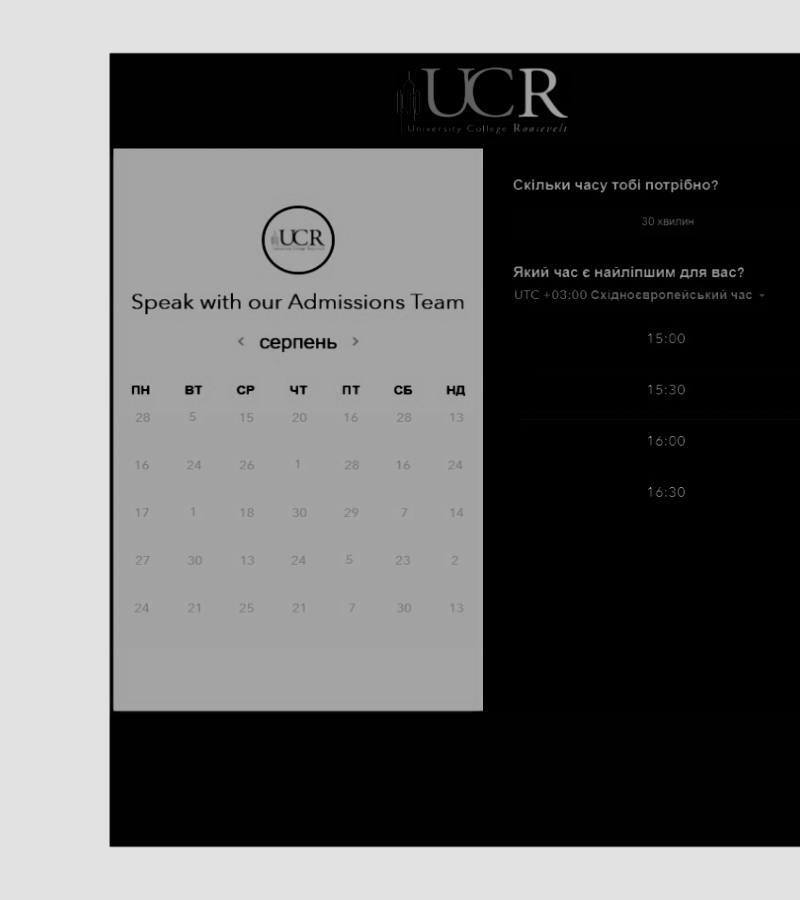 UCR
University College Roosevelt
UCR
Speak with our Admissions Team
< серпень >
ПН ВТ СР ЧТ ПТ СБ НД
28 5 15 20 16 28 13
16 24 26 1 28 16 24
17 1 18 30 29 7 14
27 30 13 24 5 23 2
24 21 25 21 7 30 13
Скільки часу тобі потрібно?
30 хвилин
Який час є найліпшим для вас?
UTC +03:00 Східноєвропейський час
15:00
15:30
16:00
16:30